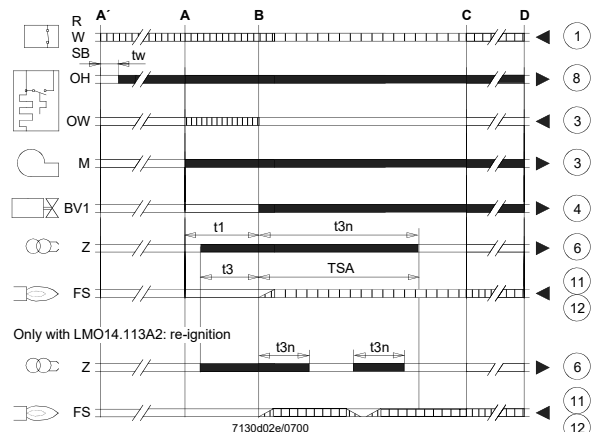 A´ A B C D
R
W 1
SB tw
OH 8
OW 3
M 3
BV1 4
t1 t3n
Z 6
t3 TSA
FS 11
12
Only with LMO14.113A2: re-ignition
t3n t3n
Z 6
FS 11
12
7130d02e/0700